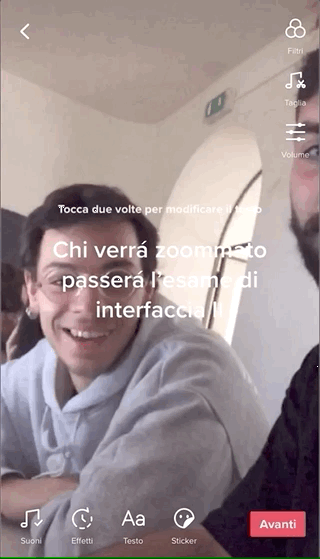 Filtri
Taglia
Volume
Tocca due volte per modificare il testo
Chi verrá zoommato
passerá l'esame di
interfaccia II
Suoni
Effetti
Testo
Sticker
Avanti